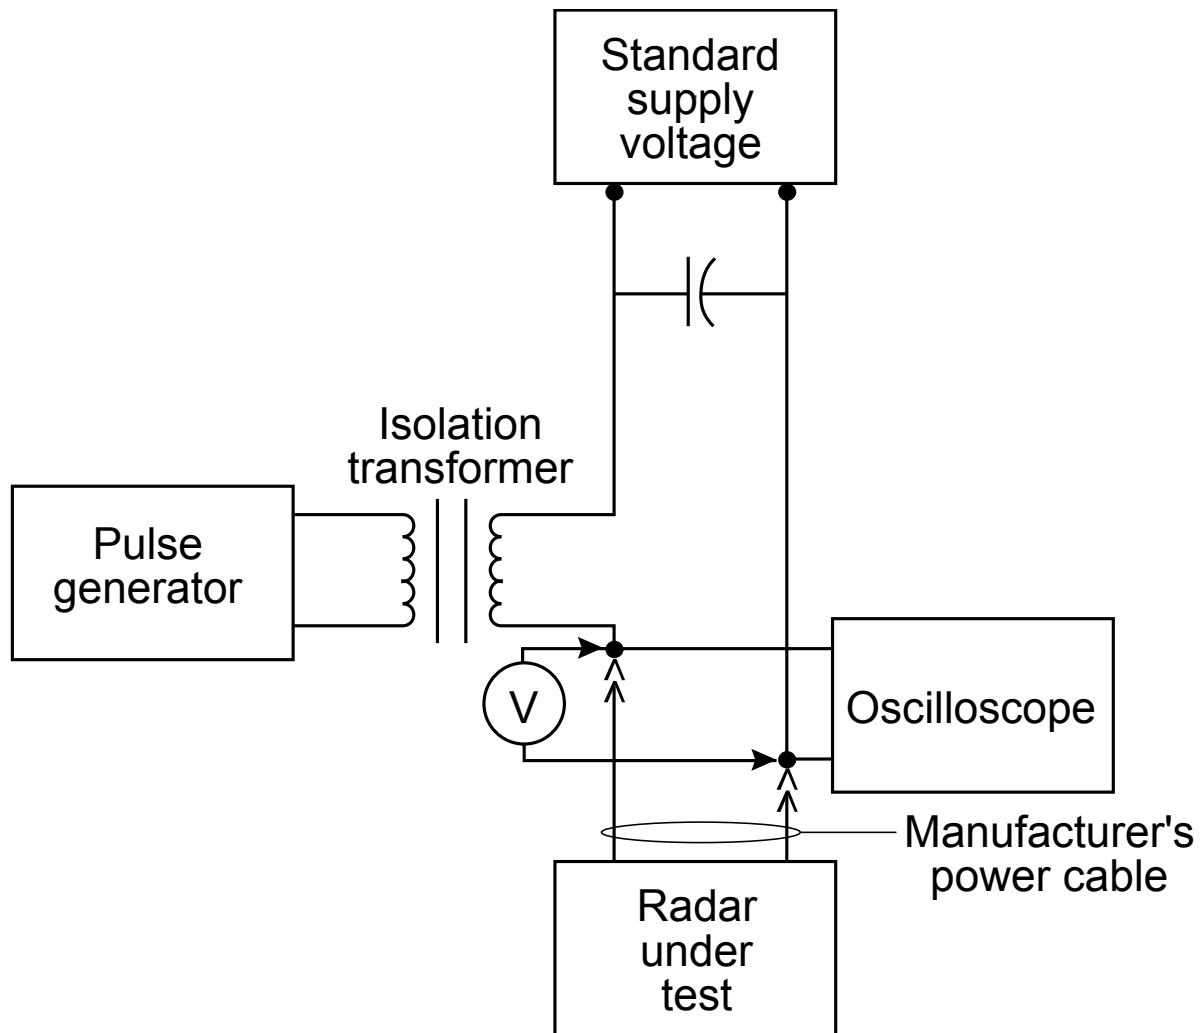 Standard
supply
voltage
Isolation
transformer
Pulse
generator
V
Oscilloscope
Manufacturer's
power cable
Radar
under
test